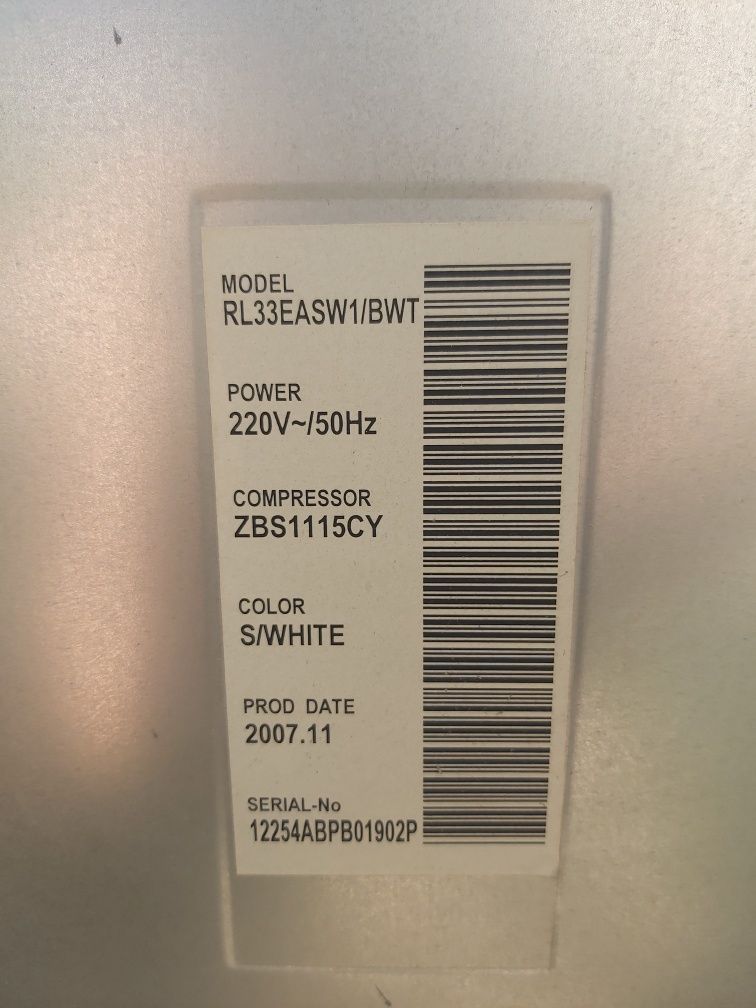 MODEL
RL33EASW1/BWT
POWER
220V~/50Hz
COMPRESSOR
ZBS1115CY
COLOR
S/WHITE
PROD DATE
2007.11
SERIAL-No
12254ABPB01902P